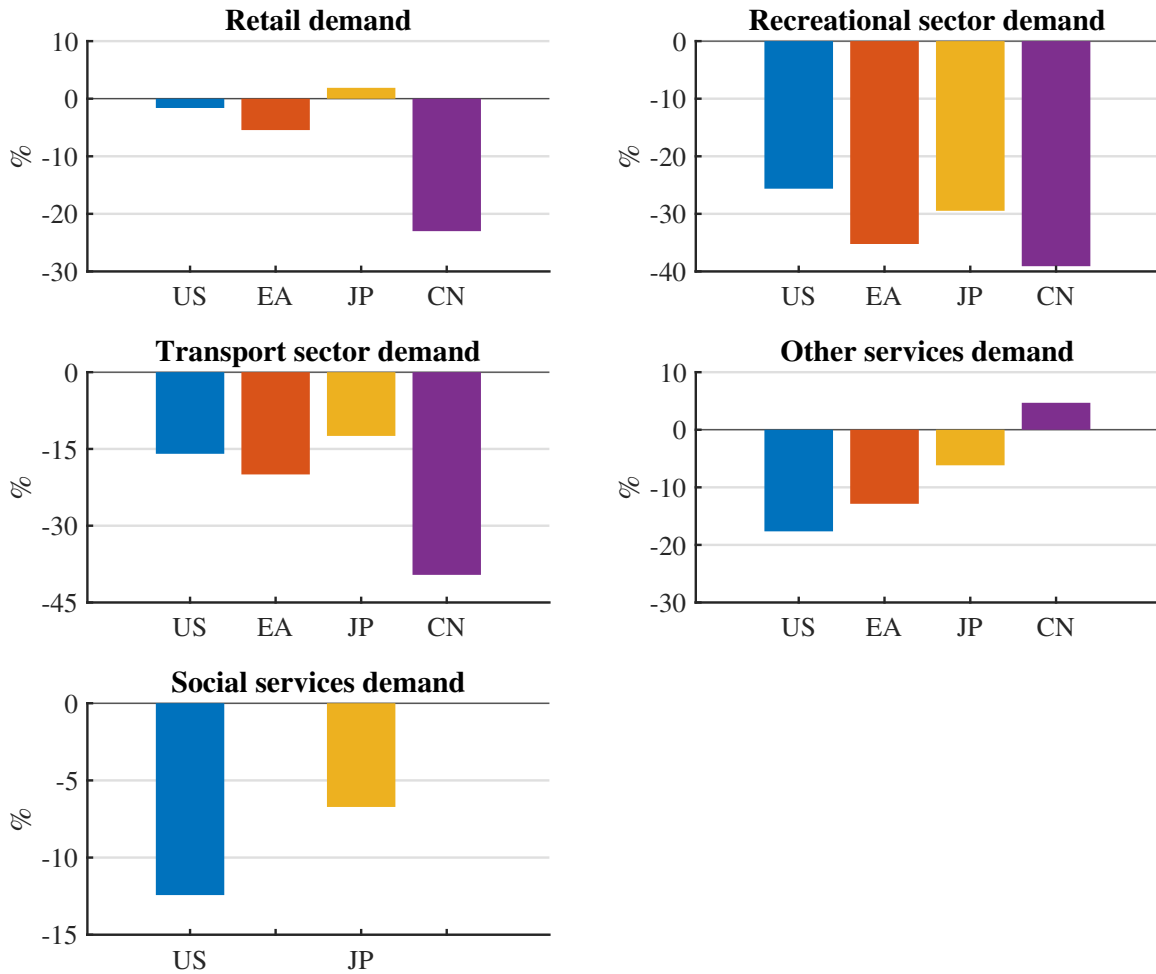 Retail demand
10
0
-10
-20
-30
%
US EA JP CN
Recreational sector demand
0
-10
-20
-30
-40
%
US EA JP CN
Transport sector demand
0
-15
-30
-45
%
US EA JP CN
Other services demand
10
0
-10
-20
-30
%
US EA JP CN
Social services demand
0
-5
-10
-15
%
US JP